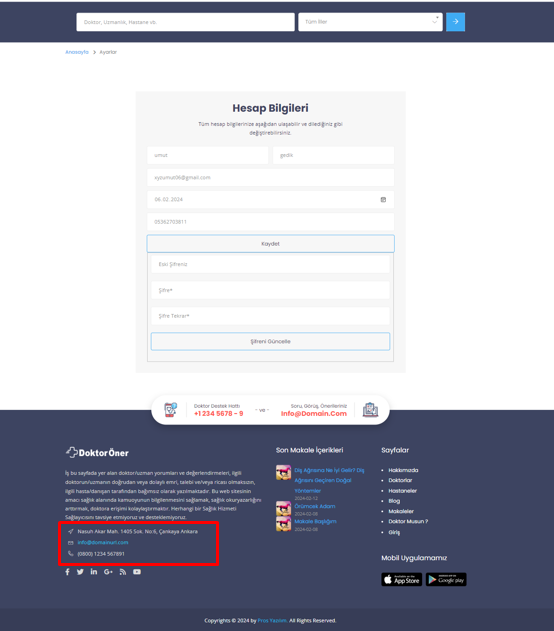 Doktor, Uzmanlık, Hastane vb.
Tüm İller
Anasayfa > Ayarlar
Hesap Bilgileri
Tüm hesap bilgilerinize aşağıdan ulaşabilir ve dilediğiniz gibi
değiştirebilirsiniz.
umut
gedili
vyzumut06@gmail.com
06.02.2024
05362703811
Kaydet
Eski Şifreniz
Şifre*
Şifre Tekrar*
Şifreni Güncelle
Doktor Destek Hattı
+1 234 5678 - 9
- ve -
Soru, Görüş, Önerileriniz
Info@Domain.Com
DoktorÖner
İş bu sayfada yer alan doktor/uzman yorumları ve değerlendirmeleri, ilgili
doktorun/uzmanın doğrudan veya dolaylı emri, talebi ve/veya ricası olmaksızın,
ilgili hasta/danışan tarafından bağımsız olarak yazılmaktadır. Bu web sitesinin
amacı sağlık alanında kamuoyunun bilgilenmesini sağlamak, sağlık okuryazarlığını
arttırmak, doktora erişimi kolaylaştırmaktır. Herhangi bir Sağlık Hizmeti
Sağlayıcısını tavsiye etmiyoruz ve desteklemiyoruz.
Nasuh Akar Mah. 1405 Sok. No:6, Çankaya Ankara
info@domainurl.com
(0800) 1234 567891
Son Makale İçerikleri
Diş Ağrısına Ne İyi Gelir? Diş
Ağrısını Geçiren Doğal
Yöntemler
2024-02-12
Örümcek Adam
2024-02-08
Makale Başlığım
2024-02-08
Sayfalar
Hakkımızda
Doktorlar
Hastaneler
Blog
Makaleler
Doktor Musun ?
Giriş
Mobil Uygulamamız
App Store
Google play
Copyrights © 2024 by Pros Yazılım. All Rights Reserved.